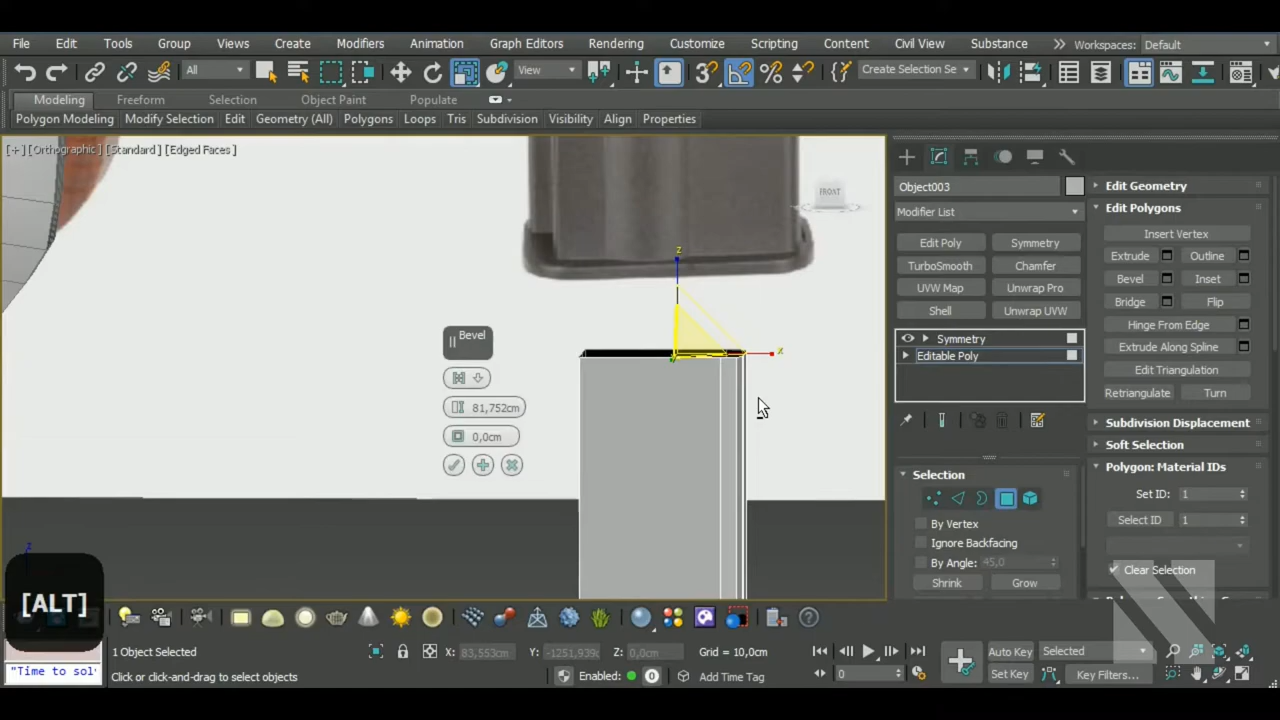 File Edit Tools Group Views Create Modifiers Animation Graph Editors Rendering Customize Scripting Content Civil View Substance Workspaces: Default
All View Create Selection Se
Modeling Freeform Selection Object Paint Populate
Polygon Modeling Modify Selection Edit Geometry (All) Polygons Loops Tris Subdivision Visibility Align Properties
[+] [Orthographic] [Standard] [Edged Faces]
FRONT
z
x
Bevel
81,752cm
0,0cm
z
[ALT]
Object003
Modifier List
Edit Poly Symmetry
TurboSmooth Chamfer
UVW Map Unwrap Pro
Shell Unwrap UVW
Symmetry
Editable Poly
Selection
By Vertex
Ignore Backfacing
By Angle: 45,0
Shrink Grow
Edit Geometry
Edit Polygons
Insert Vertex
Extrude Outline
Bevel Inset
Bridge Flip
Hinge From Edge
Extrude Along Spline
Edit Triangulation
Retriangulate Turn
Subdivision Displacement
Soft Selection
Polygon: Material IDs
Set ID: 1
Select ID 1
Clear Selection
1 Object Selected X: 83,553cm Y: -1251,939c Z: 0,0cm Grid = 10,0cm Auto Key Selected
"Time to sol Click or click-and-drag to select objects Enabled: 0 Add Time Tag 0 Set Key Key Filters...